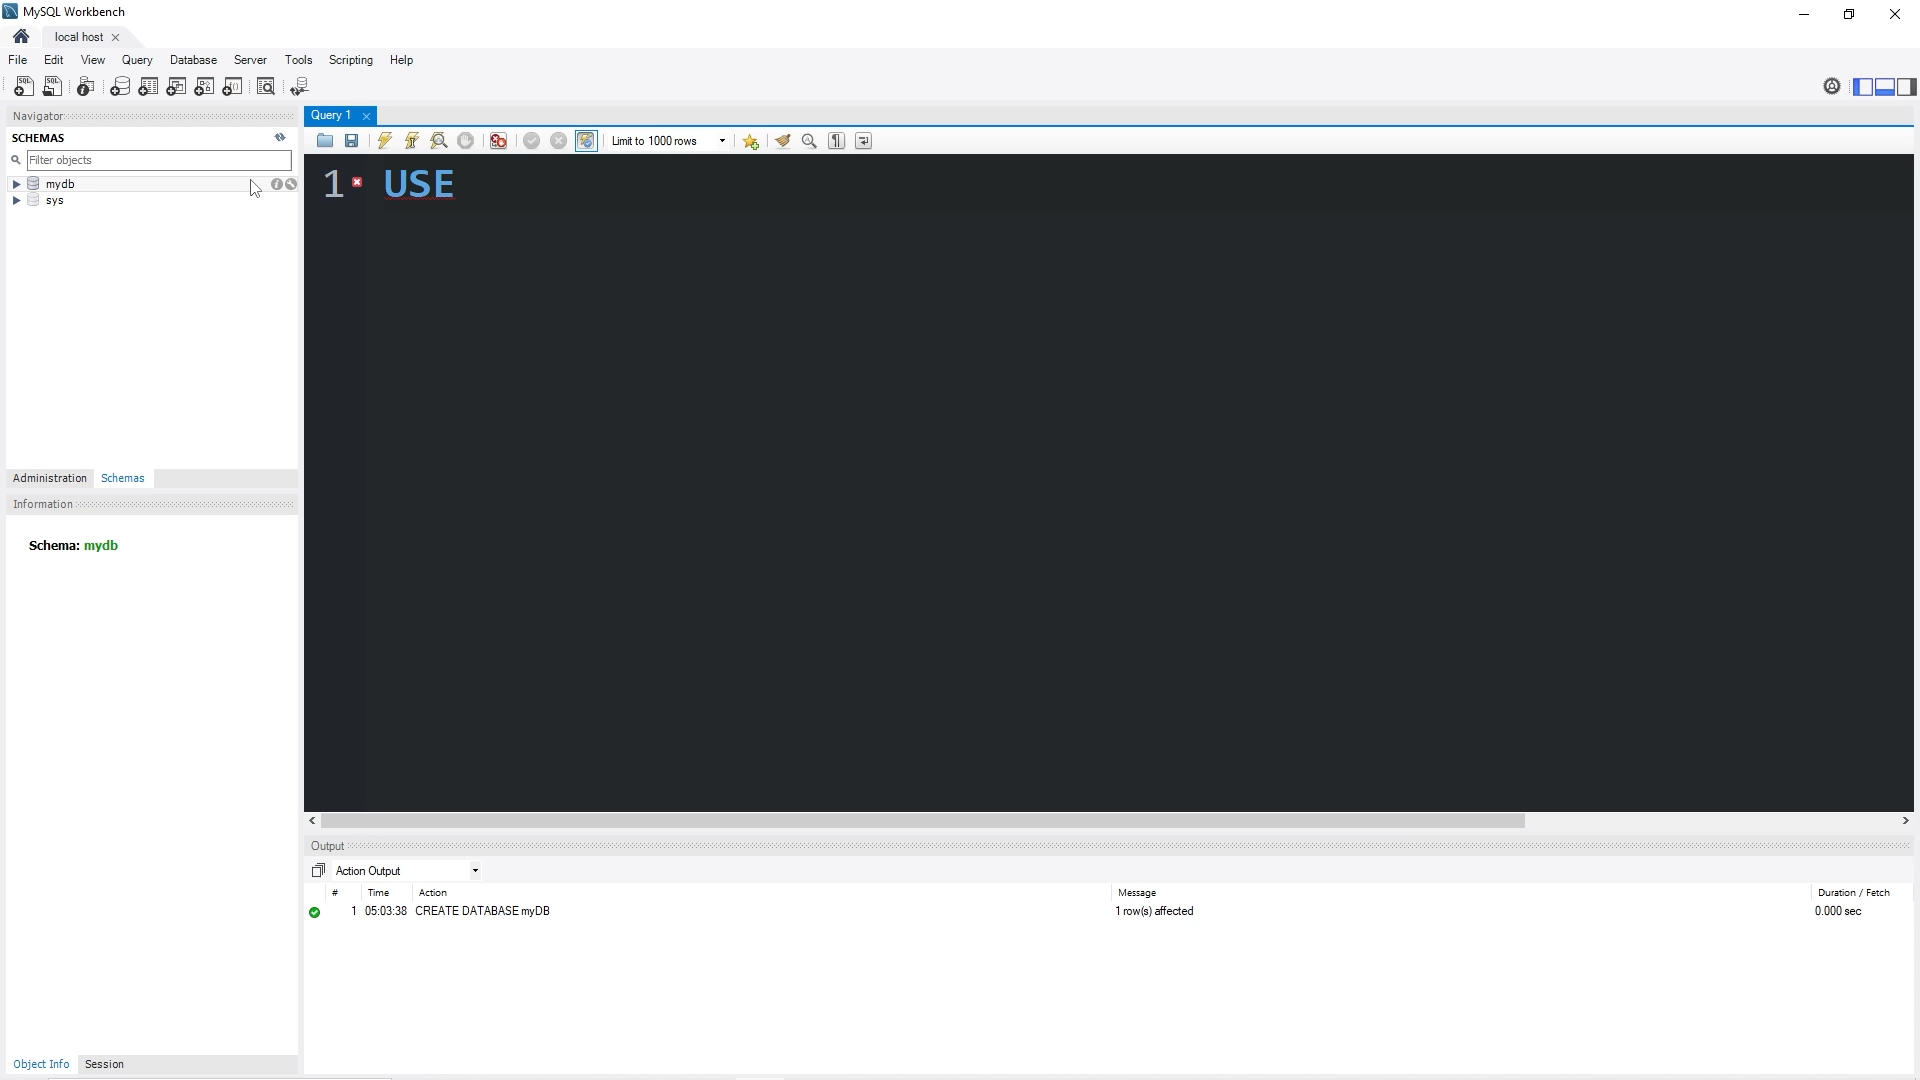 MySQL Workbench
local host
File Edit View Query Database Server Tools Scripting Help
Navigator
SCHEMAS
Filter objects
mydb
sys
Administration Schemas
Information
Schema: mydb
Object Info Session
Query 1
Limit to 1000 rows
1 USE
Output
Action Output
# Time Action Message Duration / Fetch
1 05:03:38 CREATE DATABASE myDB 1 row(s) affected 0.000 sec